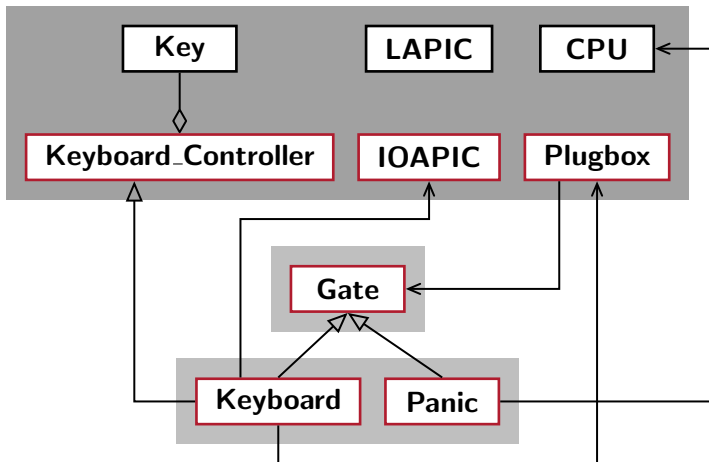 Key
LAPIC
CPU
Keyboard_Controller
IOAPIC
Plugbox
Gate
Keyboard
Panic